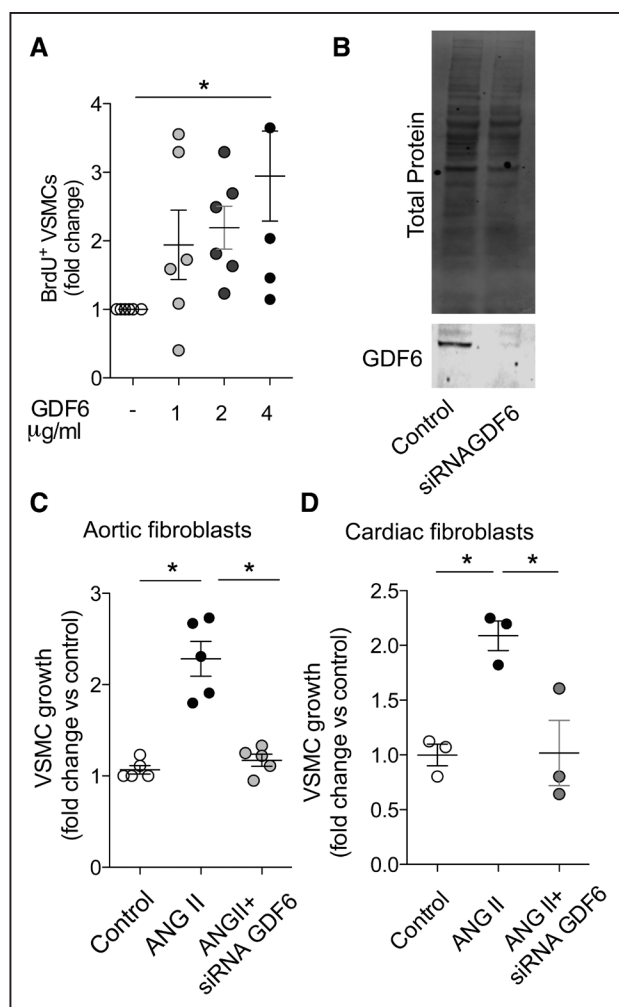 A
*
BrdU⁺ VSMCs
(fold change)
4
3
2
1
0
GDF6
μg/ml
- 1 2 4
B
Total Protein
GDF6
Control
siRNAGDF6
C
Aortic fibroblasts
* *
VSMC growth
(fold change vs control)
3
2
1
0
Control
ANG II
ANGII+
siRNA GDF6
D
Cardiac fibroblasts
* *
VSMC growth
(fold change vs control)
2.5
2.0
1.5
1.0
0.5
0.0
Control
ANG II
ANG II+
siRNA GDF6